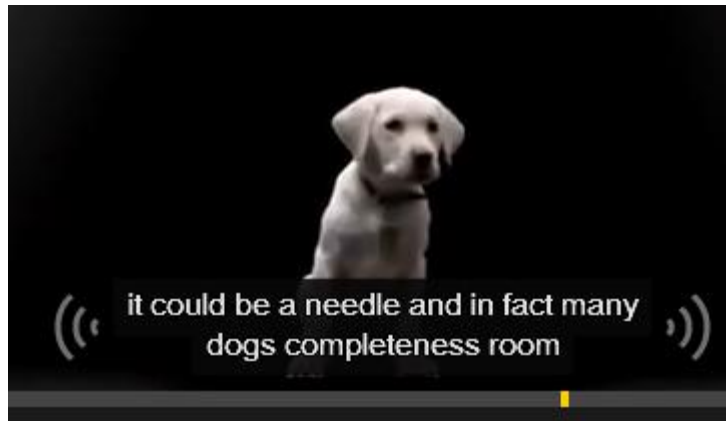 it could be a needle and in fact many
dogs completeness room